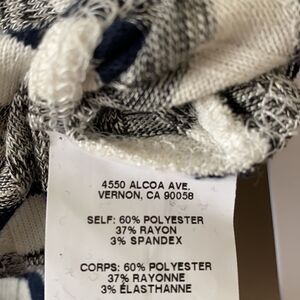 4550 ALCOA AVE.
VERNON, CA 90058
SELF: 60% POLYESTER
37% RAYON
3% SPANDEX
CORPS: 60% POLYESTER
37% RAYONNE
3% ÉLASTHANNE